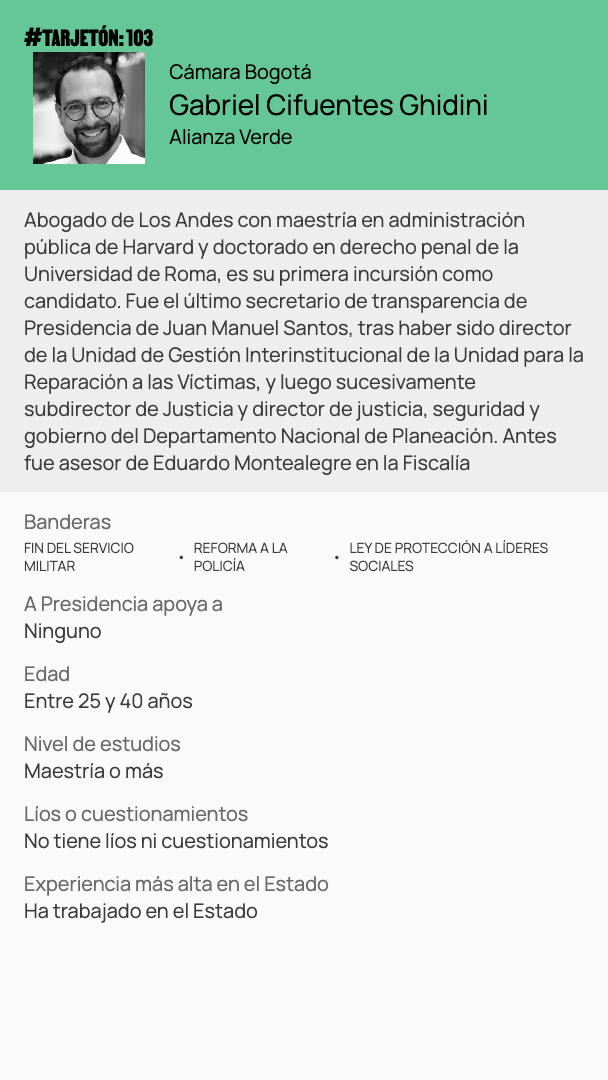 #TARJETÓN: 103
Cámara Bogotá
Gabriel Cifuentes Ghidini
Alianza Verde
Abogado de Los Andes con maestría en administración
pública de Harvard y doctorado en derecho penal de la
Universidad de Roma, es su primera incursión como
candidato. Fue el último secretario de transparencia de
Presidencia de Juan Manuel Santos, tras haber sido director
de la Unidad de Gestión Interinstitucional de la Unidad para la
Reparación a las Víctimas, y luego sucesivamente
subdirector de Justicia y director de justicia, seguridad y
gobierno del Departamento Nacional de Planeación. Antes
fue asesor de Eduardo Montealegre en la Fiscalía
Banderas
FIN DEL SERVICIO MILITAR • REFORMA A LA POLICÍA • LEY DE PROTECCIÓN A LÍDERES SOCIALES
A Presidencia apoya a
Ninguno
Edad
Entre 25 y 40 años
Nivel de estudios
Maestría o más
Líos o cuestionamientos
No tiene líos ni cuestionamientos
Experiencia más alta en el Estado
Ha trabajado en el Estado